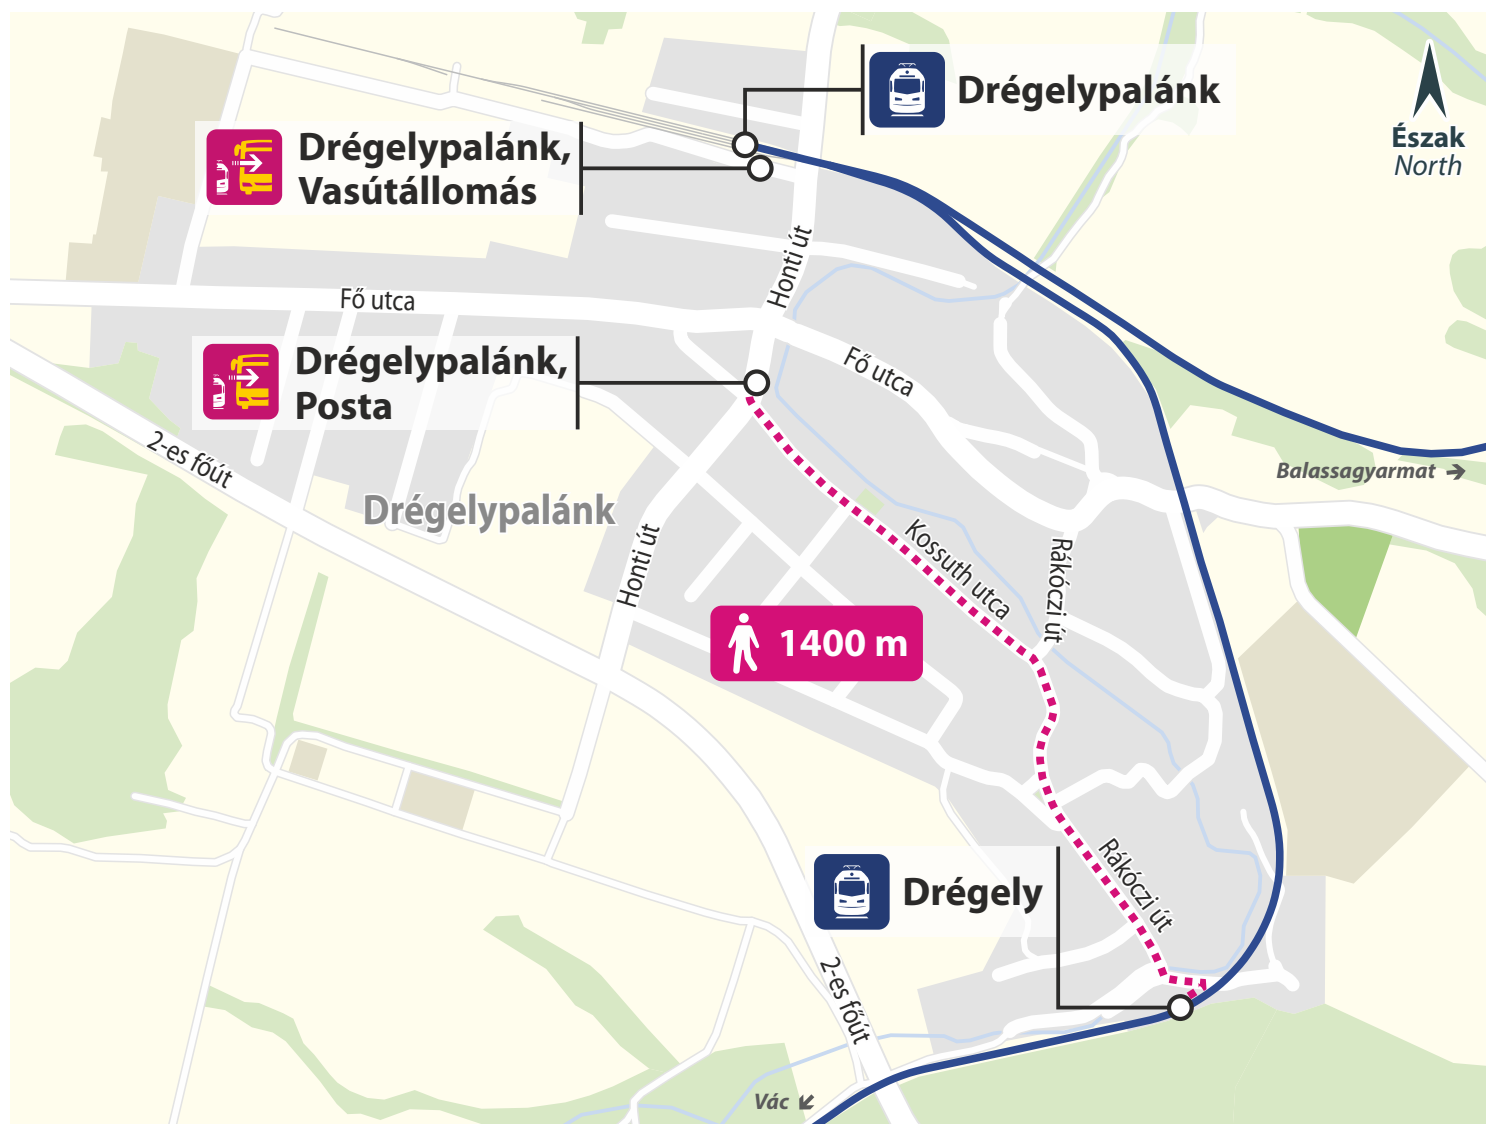 Drégelypalánk
Észak
North
Drégelypalánk,
Vasútállomás
Honti út
Fő utca
Drégelypalánk,
Posta
Fő utca
2-es főút
Balassagyarmat
Drégelypalánk
Honti út
Kossuth utca
Rákóczi út
1400 m
Rákóczi út
Drégely
2-es főút
Vác